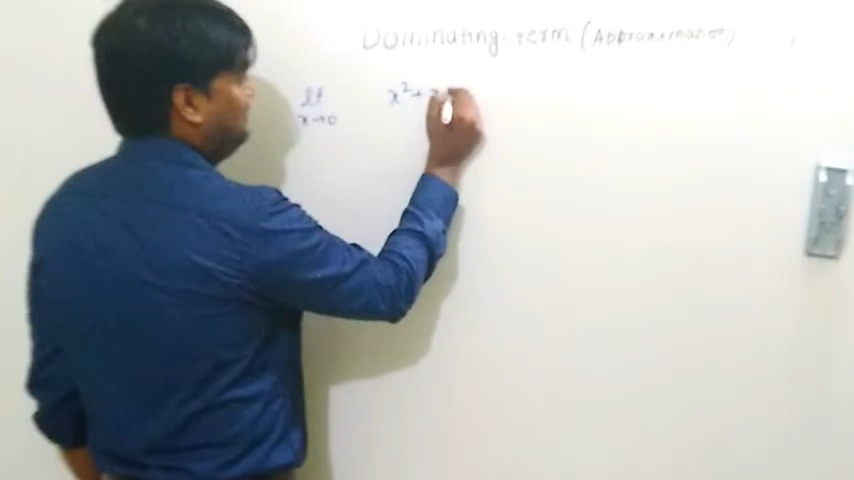 Dominating term (Approximation)
lt x² +
x→0